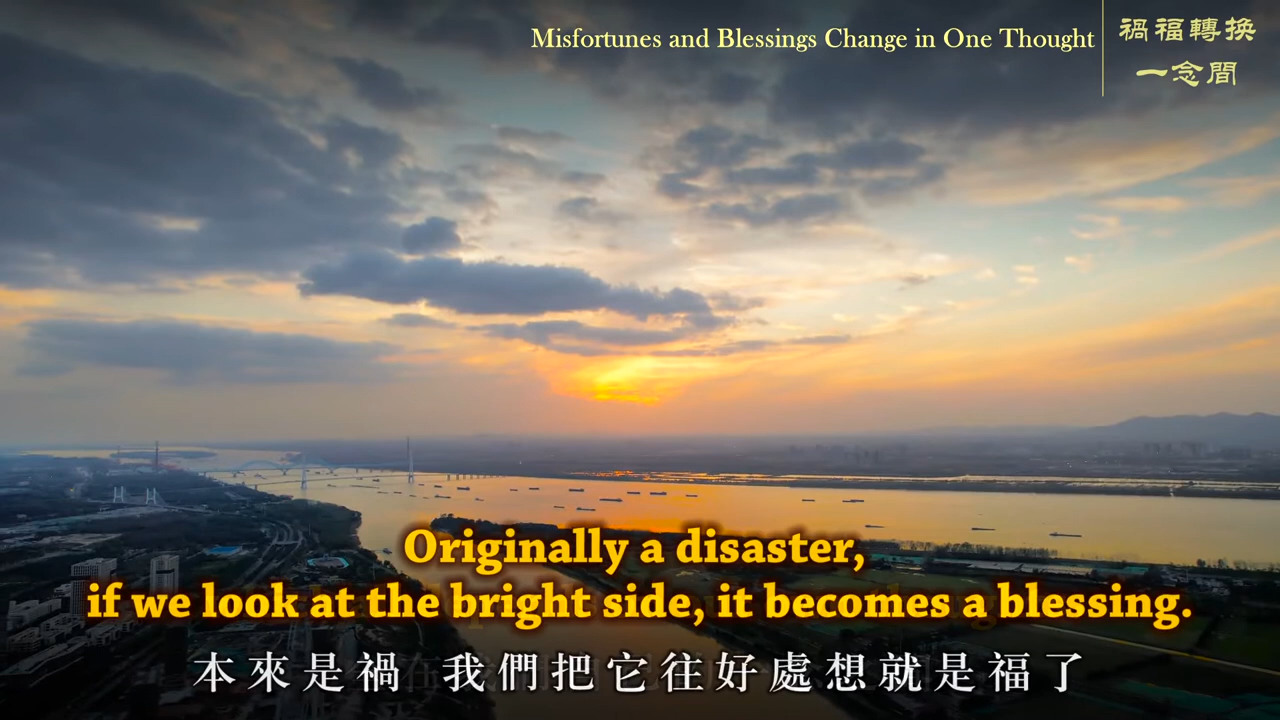 Misfortunes and Blessings Change in One Thought
禍福轉換
一念間
Originally a disaster,
if we look at the bright side, it becomes a blessing.
本來是禍 我們把它往好處想就是福了